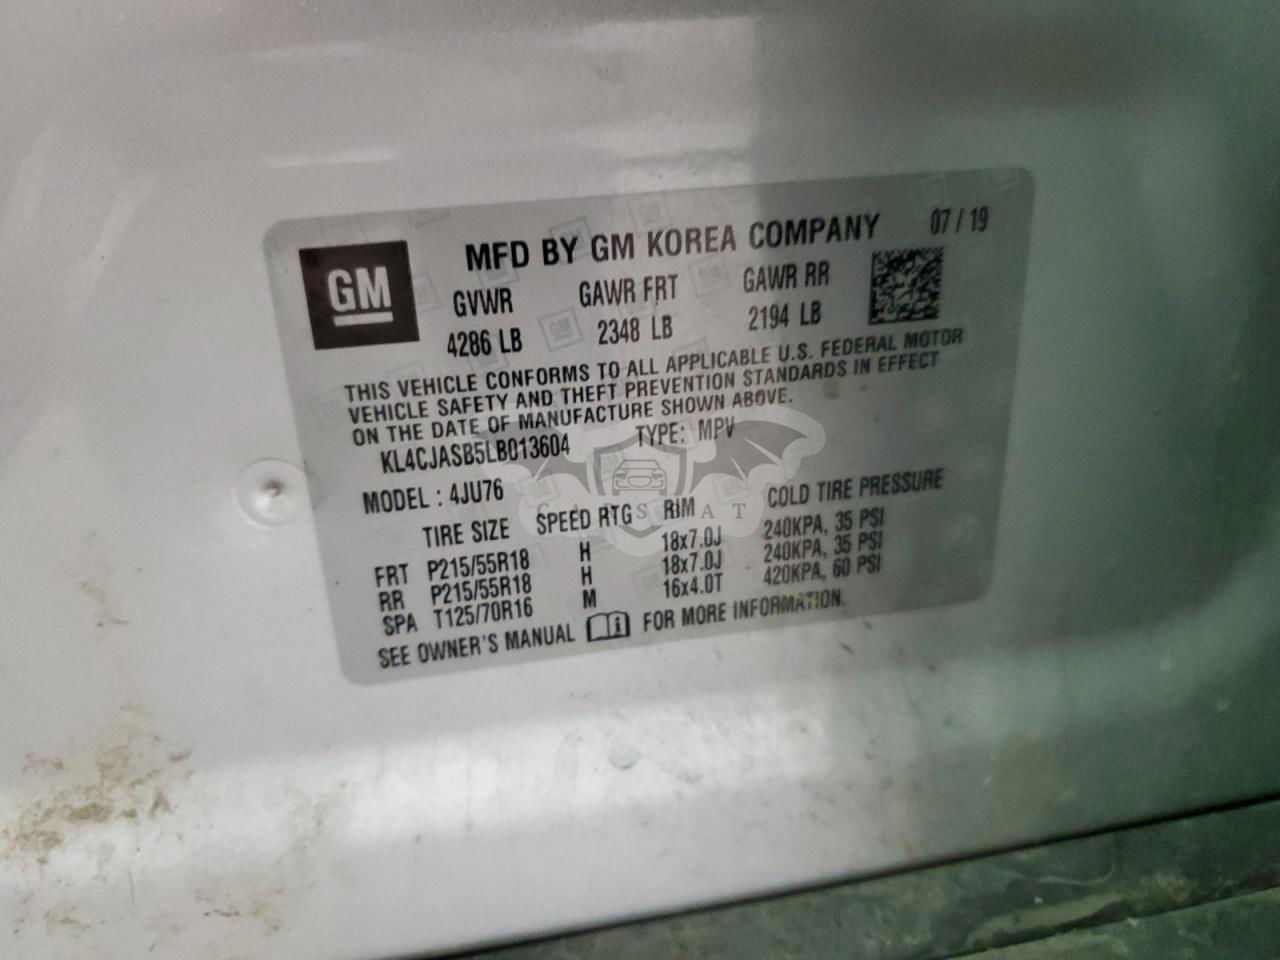 MFD BY GM KOREA COMPANY 07 / 19
GM
GVWR GAWR FRT GAWR RR
4286 LB 2348 LB 2194 LB
THIS VEHICLE CONFORMS TO ALL APPLICABLE U.S. FEDERAL MOTOR
VEHICLE SAFETY AND THEFT PREVENTION STANDARDS IN EFFECT
ON THE DATE OF MANUFACTURE SHOWN ABOVE.
KL4CJASB5LB013604 TYPE: MPV
MODEL : 4JU76
TIRE SIZE SPEED RTG RIM COLD TIRE PRESSURE
FRT P215/55R18 H 18x7.0J 240KPA, 35 PSI
RR P215/55R18 H 18x7.0J 240KPA, 35 PSI
SPA T125/70R16 M 16x4.0T 420KPA, 60 PSI
SEE OWNER'S MANUAL FOR MORE INFORMATION.